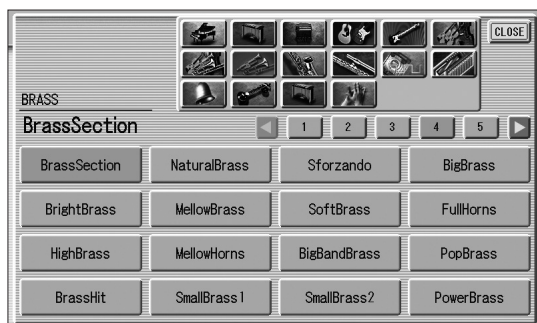 CLOSE
BRASS
BrassSection
1 2 3 4 5
BrassSection NaturalBrass Sforzando BigBrass
BrightBrass MellowBrass SoftBrass FullHorns
HighBrass MellowHorns BigBandBrass PopBrass
BrassHit SmallBrass1 SmallBrass2 PowerBrass